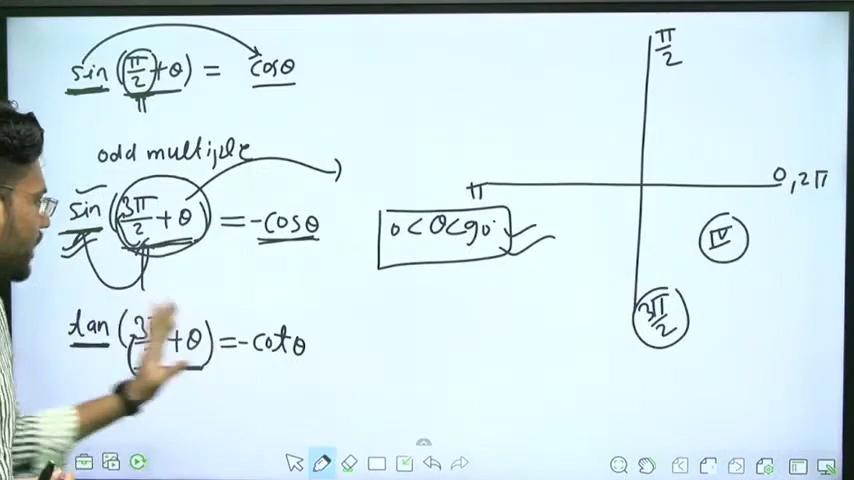 sin (π/2 + θ) = cosθ
π
odd multiple
sin (3π/2 + θ) = -cosθ
tan (3π + θ) = -cotθ
π/2
π
0, 2π
0 < θ < 90°
IV
3π/2